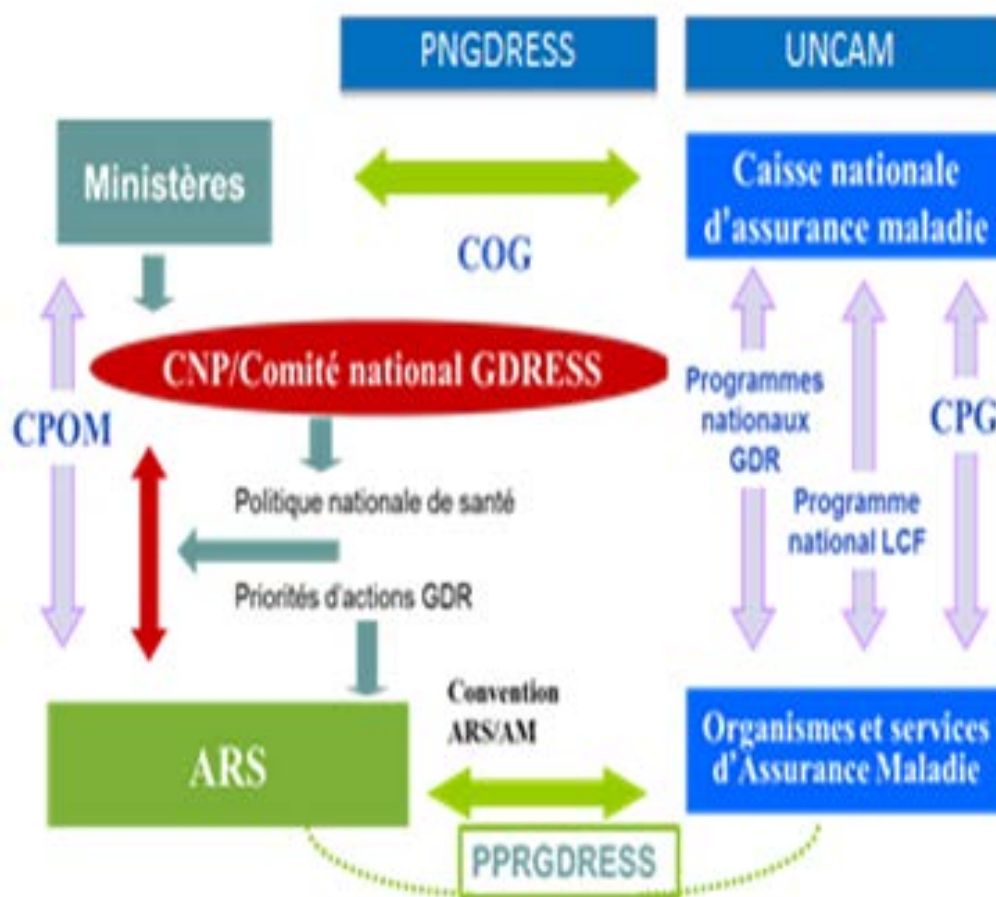 PNGDRESS
UNCAM
Ministères
COG
Caisse nationale
d'assurance maladie
CNP/Comité national GDRESS
CPOM
Programmes
nationaux
GDR
CPG
Politique nationale de santé
Programme
national LCF
Priorités d'actions GDR
Convention
ARS/AM
ARS
Organismes et services
d'Assurance Maladie
PPRGDRESS